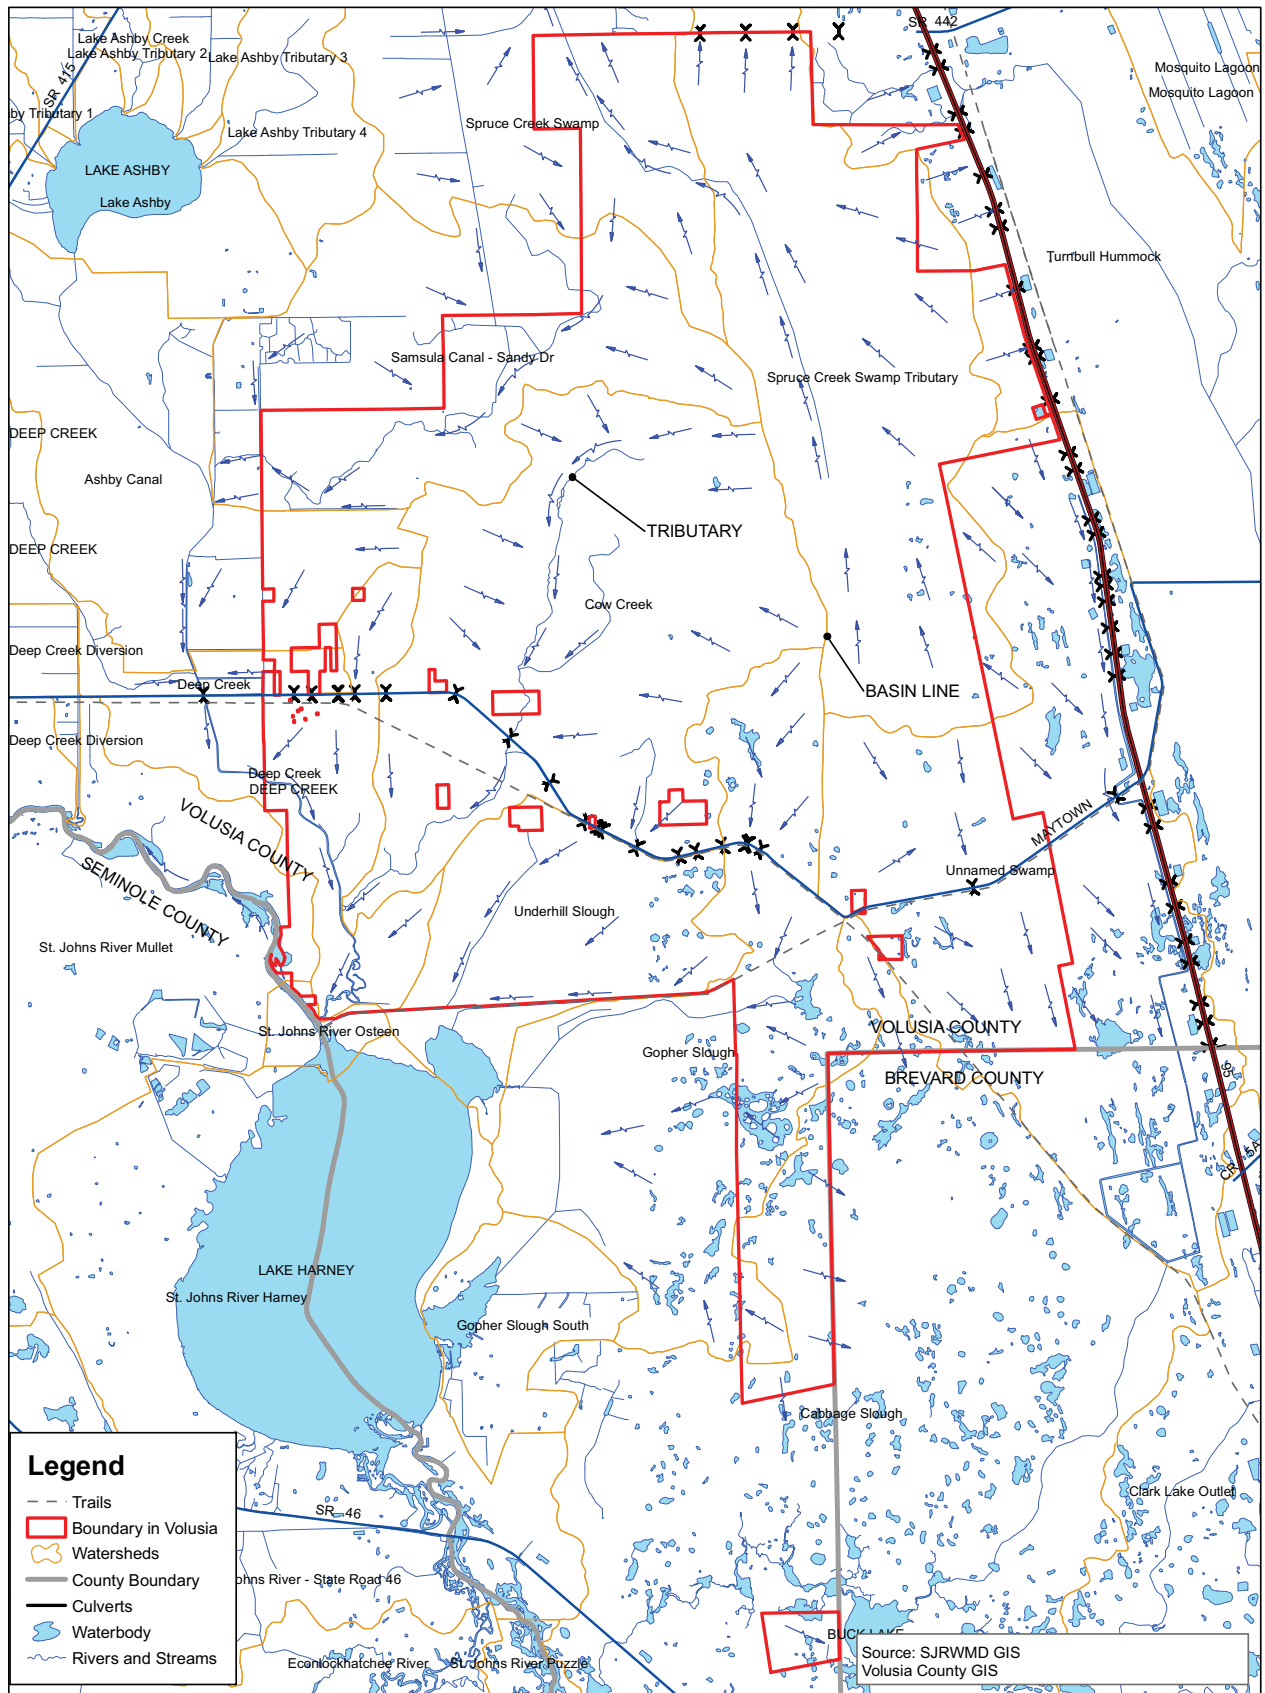 SR 442
Lake Ashby Creek
Lake Ashby Tributary 2
Lake Ashby Tributary 3
SR 415
Mosquito Lagoon
Mosquito Lagoon
by Tributary 1
Lake Ashby Tributary 4
Spruce Creek Swamp
LAKE ASHBY
Lake Ashby
Turnbull Hummock
Samsula Canal - Sandy Dr
Spruce Creek Swamp Tributary
DEEP CREEK
Ashby Canal
TRIBUTARY
DEEP CREEK
Cow Creek
Deep Creek Diversion
Deep Creek
BASIN LINE
Deep Creek Diversion
Deep Creek
DEEP CREEK
VOLUSIA COUNTY
MAYTOWN
SEMINOLE COUNTY
Unnamed Swamp
Underhill Slough
St. Johns River Mullet
St. Johns River Osteen
VOLUSIA COUNTY
Gopher Slough
BREVARD COUNTY
I 95
CR 5A
LAKE HARNEY
St. Johns River Harney
Gopher Slough South
Cabbage Slough
Clark Lake Outlet
SR 46
ohns River - State Road 46
BUCK LAKE
Econlockhatchee River
St. Johns River Puzzle
Legend
Trails
Boundary in Volusia
Watersheds
County Boundary
Culverts
Waterbody
Rivers and Streams
Source: SJRWMD GIS
Volusia County GIS